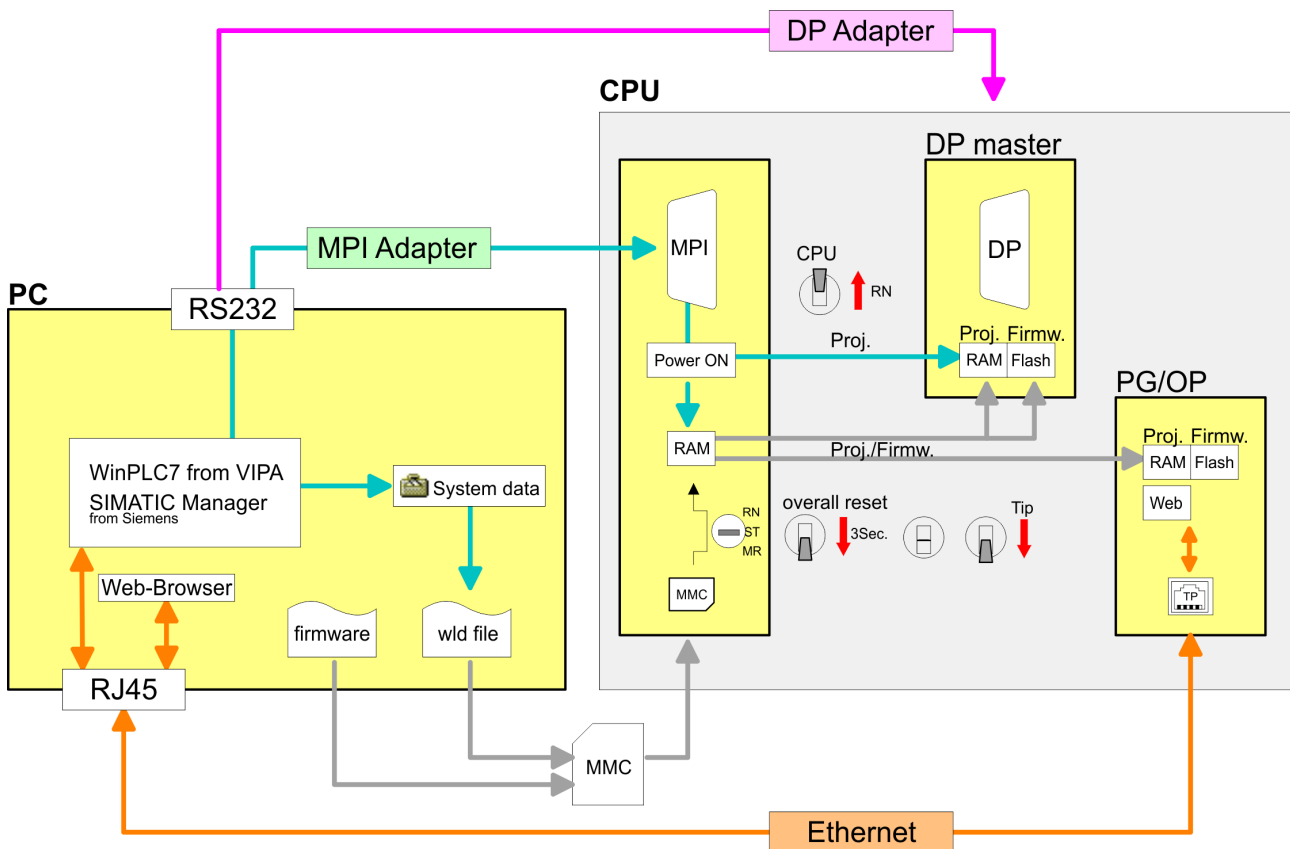 DP Adapter
CPU
DP master
MPI Adapter
MPI
CPU
RN
DP
PC
RS232
Proj.
Proj. Firmw.
Power ON
RAM
Flash
PG/OP
RAM
Proj./Firmw.
Proj. Firmw.
RAM
Flash
WinPLC7 from VIPA
SIMATIC Manager
from Siemens
System data
Web
RN
ST
MR
overall reset
3Sec.
Tip
Web-Browser
MMC
TP
firmware
wld file
RJ45
MMC
Ethernet